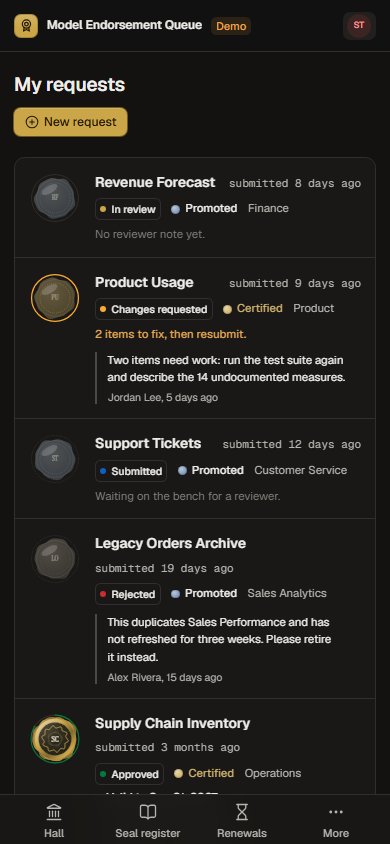 Model Endorsement Queue Demo ST
My requests
New request
RF
Revenue Forecast submitted 8 days ago
In review Promoted Finance
No reviewer note yet.
PU
Product Usage submitted 9 days ago
Changes requested Certified Product
2 items to fix, then resubmit.
Two items need work: run the test suite again
and describe the 14 undocumented measures.
Jordan Lee, 5 days ago
ST
Support Tickets submitted 12 days ago
Submitted Promoted Customer Service
Waiting on the bench for a reviewer.
LO
Legacy Orders Archive
submitted 19 days ago
Rejected Promoted Sales Analytics
This duplicates Sales Performance and has
not refreshed for three weeks. Please retire
it instead.
Alex Rivera, 15 days ago
SC
Supply Chain Inventory
submitted 3 months ago
Approved Certified Operations
Hall Seal register Renewals More